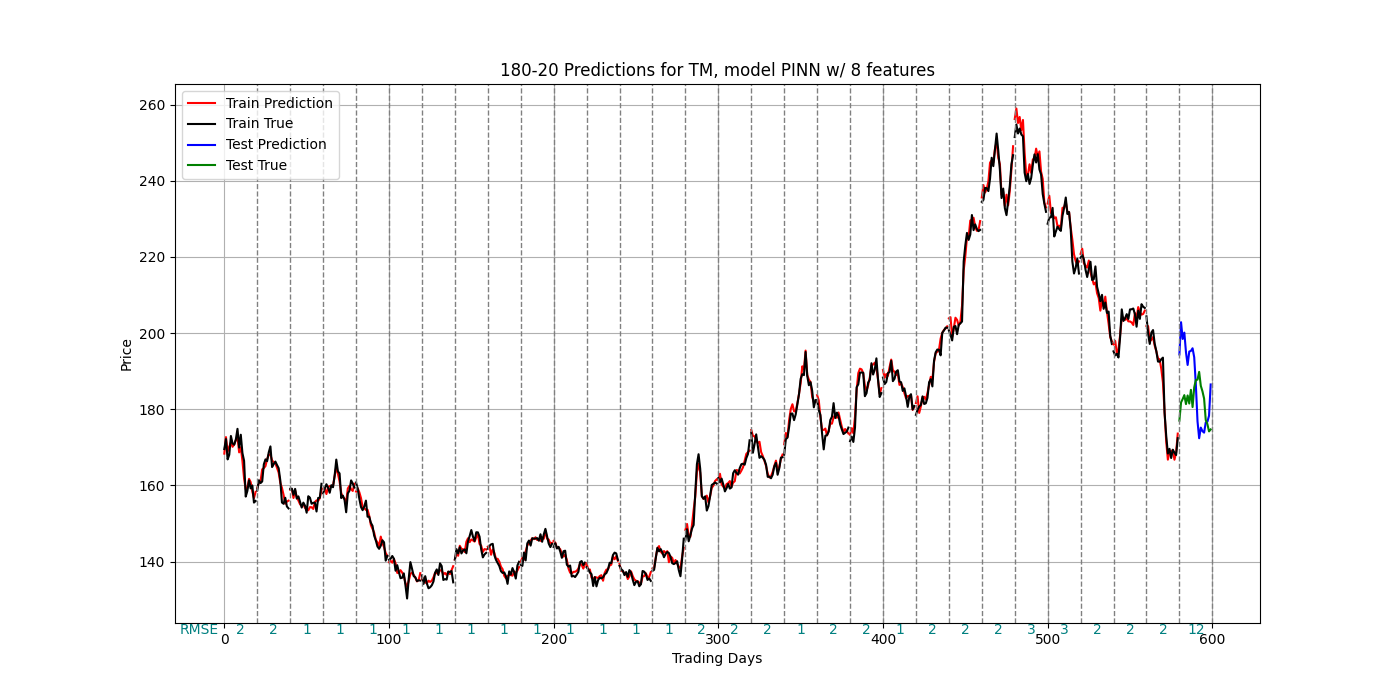 180-20 Predictions for TM, model PINN w/ 8 features
Train Prediction
Train True
Test Prediction
Test True
260
240
220
200
180
160
140
Price
RMSE 2 2 1 1 1 1 1 1 1 1 1 1 1 1 2 2 2 1 2 2 1 2 2 2 3 3 2 2 2 12
0 100 200 300 400 500 600
Trading Days